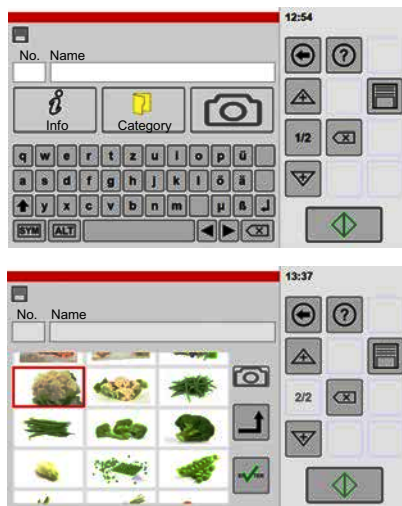 12:54
No. Name
Info
Category
1/2
q w e r t z u i o p ü
a s d f g h j k l ö ä
y x c v b n m µ ß
SYM ALT
13:37
No. Name
2/2